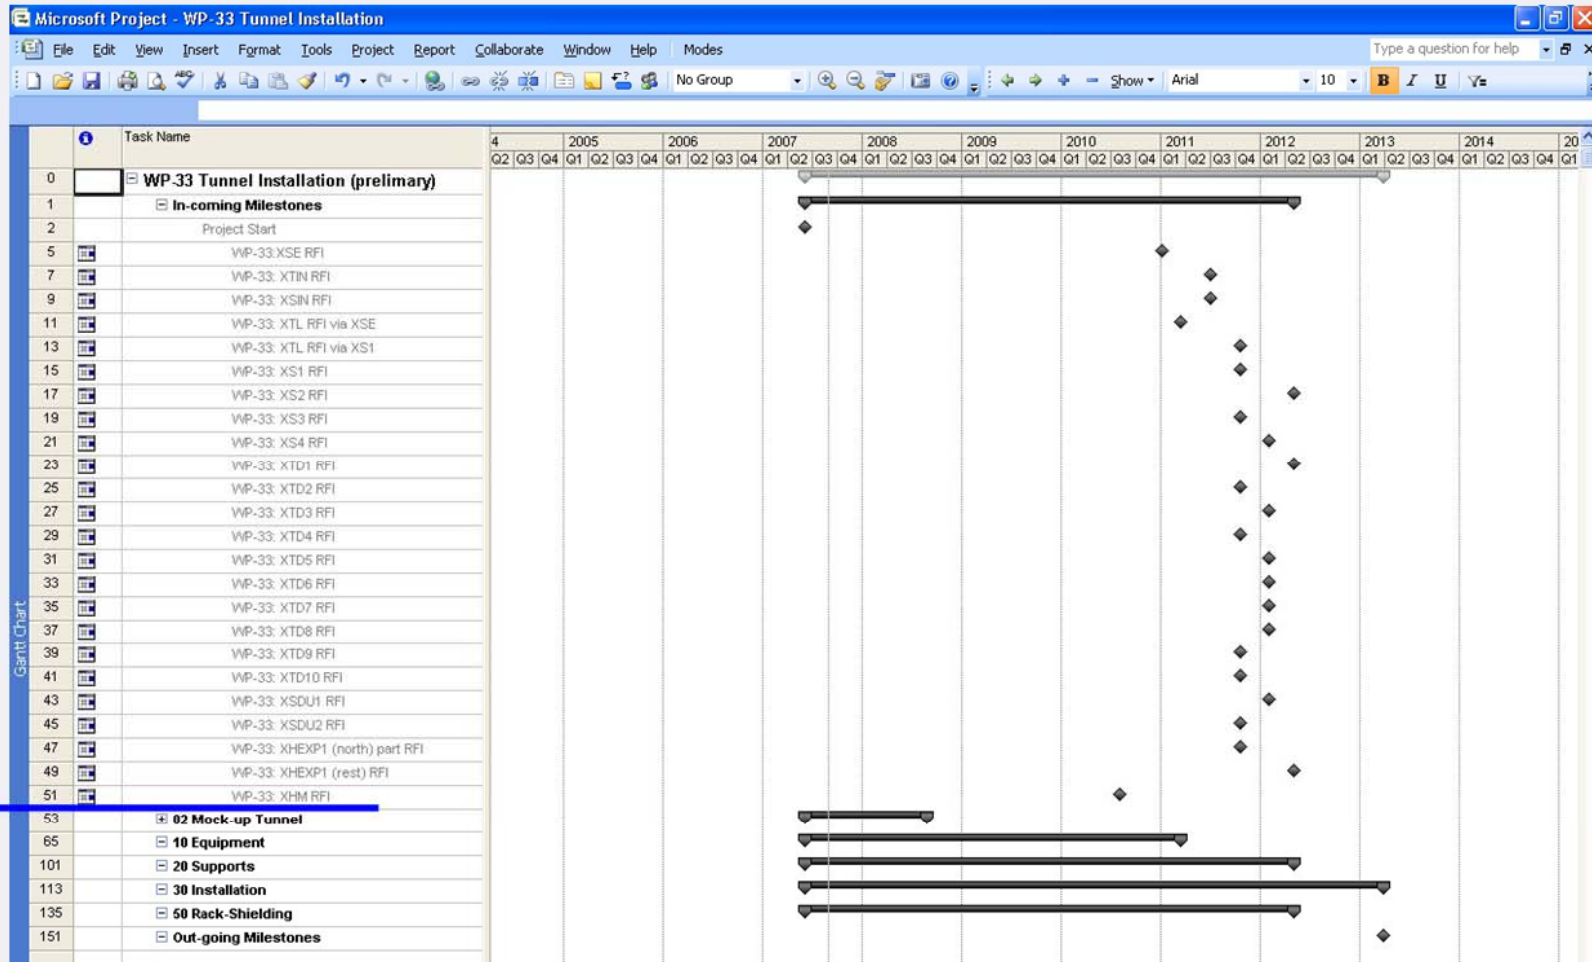 Microsoft Project - WP-33 Tunnel Installation
File Edit View Insert Format Tools Project Report Collaborate Window Help Modes
Type a question for help
No Group Show Arial 10 B I U
Task Name
4 2005 2006 2007 2008 2009 2010 2011 2012 2013 2014 20
Q2 Q3 Q4 Q1 Q2 Q3 Q4 Q1 Q2 Q3 Q4 Q1 Q2 Q3 Q4 Q1 Q2 Q3 Q4 Q1 Q2 Q3 Q4 Q1 Q2 Q3 Q4 Q1 Q2 Q3 Q4 Q1 Q2 Q3 Q4 Q1 Q2 Q3 Q4 Q1 Q2 Q3 Q4 Q1
0 WP-33 Tunnel Installation (prelimary)
1 In-coming Milestones
2 Project Start
5 WP-33:XSE RFI
7 WP-33: XTIN RFI
9 WP-33: XSIN RFI
11 WP-33: XTL RFI via XSE
13 WP-33: XTL RFI via XS1
15 WP-33: XS1 RFI
17 WP-33: XS2 RFI
19 WP-33: XS3 RFI
21 WP-33: XS4 RFI
23 WP-33: XTD1 RFI
25 WP-33: XTD2 RFI
27 WP-33: XTD3 RFI
29 WP-33: XTD4 RFI
31 WP-33: XTD5 RFI
33 WP-33: XTD6 RFI
35 WP-33: XTD7 RFI
37 WP-33: XTD8 RFI
39 WP-33: XTD9 RFI
41 WP-33: XTD10 RFI
43 WP-33: XSDU1 RFI
45 WP-33: XSDU2 RFI
47 WP-33: XHEXP1 (north) part RFI
49 WP-33: XHEXP1 (rest) RFI
51 WP-33: XHM RFI
53 02 Mock-up Tunnel
65 10 Equipment
101 20 Supports
113 30 Installation
135 50 Rack-Shielding
151 Out-going Milestones
Gantt Chart